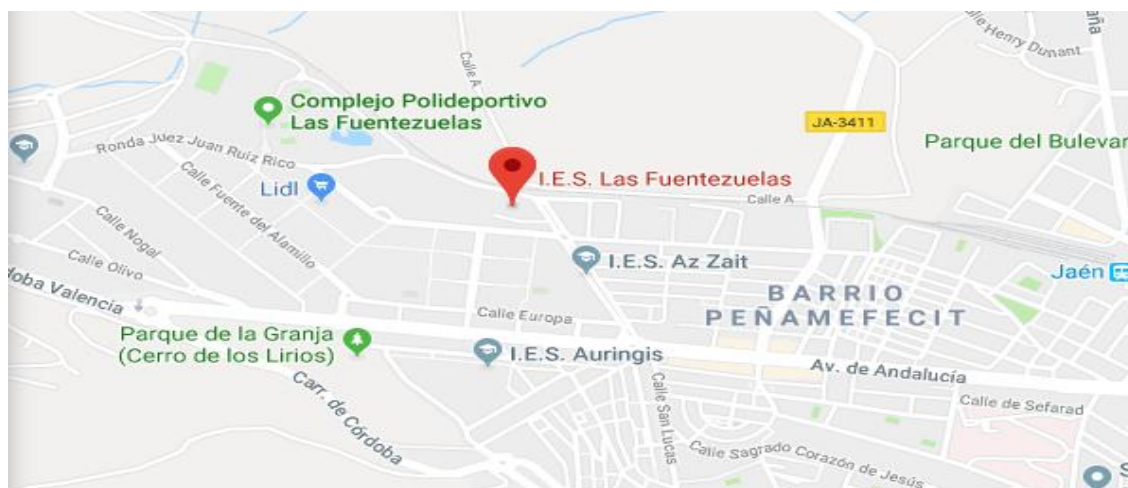 Calle Henry Dunant
Calle A
Complejo Polideportivo
Las Fuentezuelas
JA-3411
Parque del Bulevar
Ronda Juez Juan Ruiz Rico
I.E.S. Las Fuentezuelas
Lidl
Calle A
Calle Fuente del Alamillo
Calle Nogal
I.E.S. Az Zait
Calle Olivo
Jaén
doba Valencia
BARRIO
PEÑAMEFECIT
Calle Europa
Parque de la Granja
(Cerro de los Lirios)
I.E.S. Auringis
Av. de Andalucía
Carr. de Córdoba
Calle San Lucas
Calle de Sefarad
Calle Sagrado Corazón de Jesús